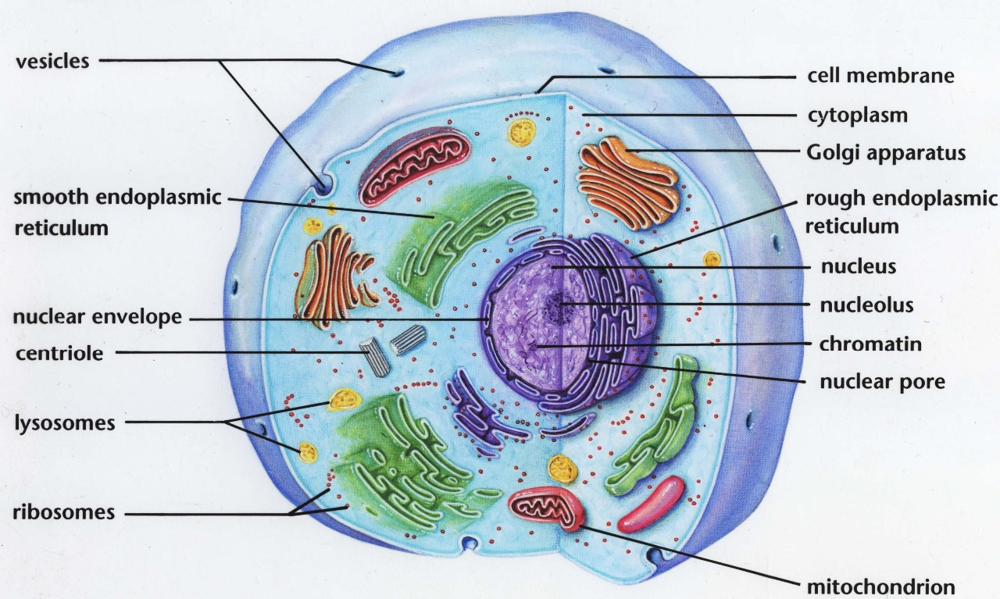 vesicles
smooth endoplasmic
reticulum
nuclear envelope
centriole
lysosomes
ribosomes
cell membrane
cytoplasm
Golgi apparatus
rough endoplasmic
reticulum
nucleus
nucleolus
chromatin
nuclear pore
mitochondrion